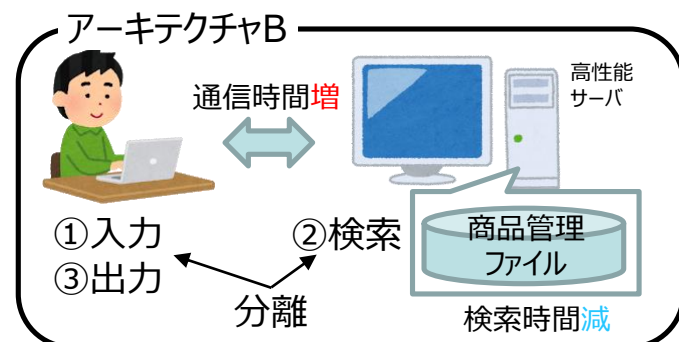 アーキテクチャB
通信時間増
高性能
サーバ
①入力
③出力
②検索
分離
商品管理
ファイル
検索時間減